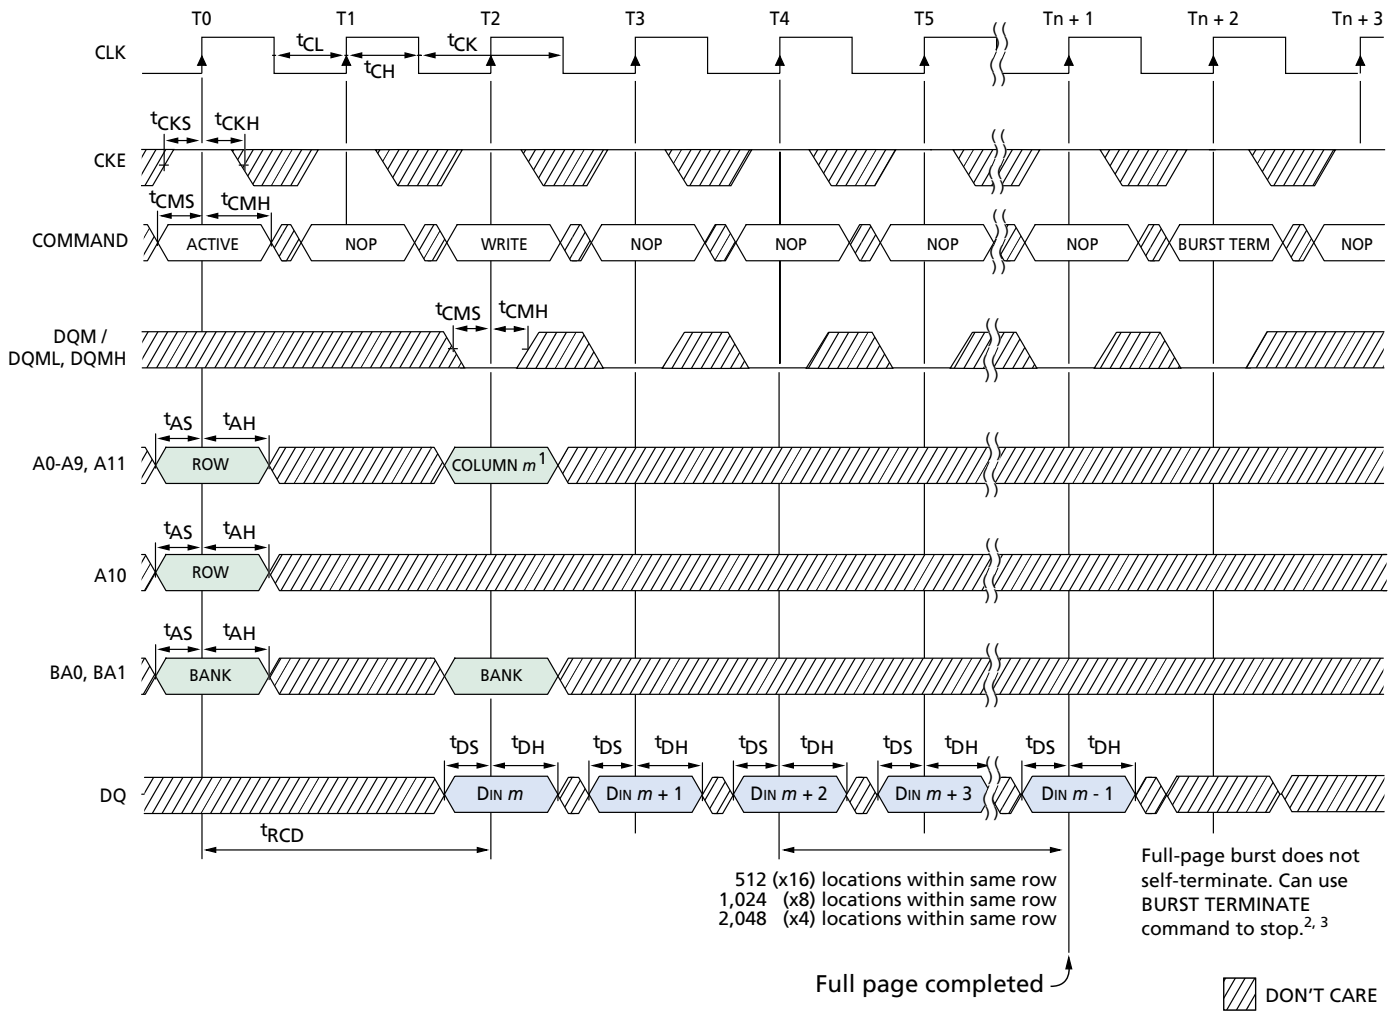 T0 T1 T2 T3 T4 T5 Tn + 1 Tn + 2 Tn + 3
CLK
tCL tCH tCK
tCKS tCKH
CKE
tCMS tCMH
COMMAND ACTIVE NOP WRITE NOP NOP NOP NOP BURST TERM NOP
tCMS tCMH
DQM /
DQML, DQMH
tAS tAH
A0-A9, A11 ROW COLUMN m1
tAS tAH
A10 ROW
tAS tAH
BA0, BA1 BANK BANK
tDS tDH tDS tDH tDS tDH tDS tDH tDS tDH
DQ DIN m DIN m + 1 DIN m + 2 DIN m + 3 DIN m - 1
tRCD
512 (x16) locations within same row
1,024 (x8) locations within same row
2,048 (x4) locations within same row
Full-page burst does not
self-terminate. Can use
BURST TERMINATE
command to stop.2, 3
Full page completed
DON'T CARE